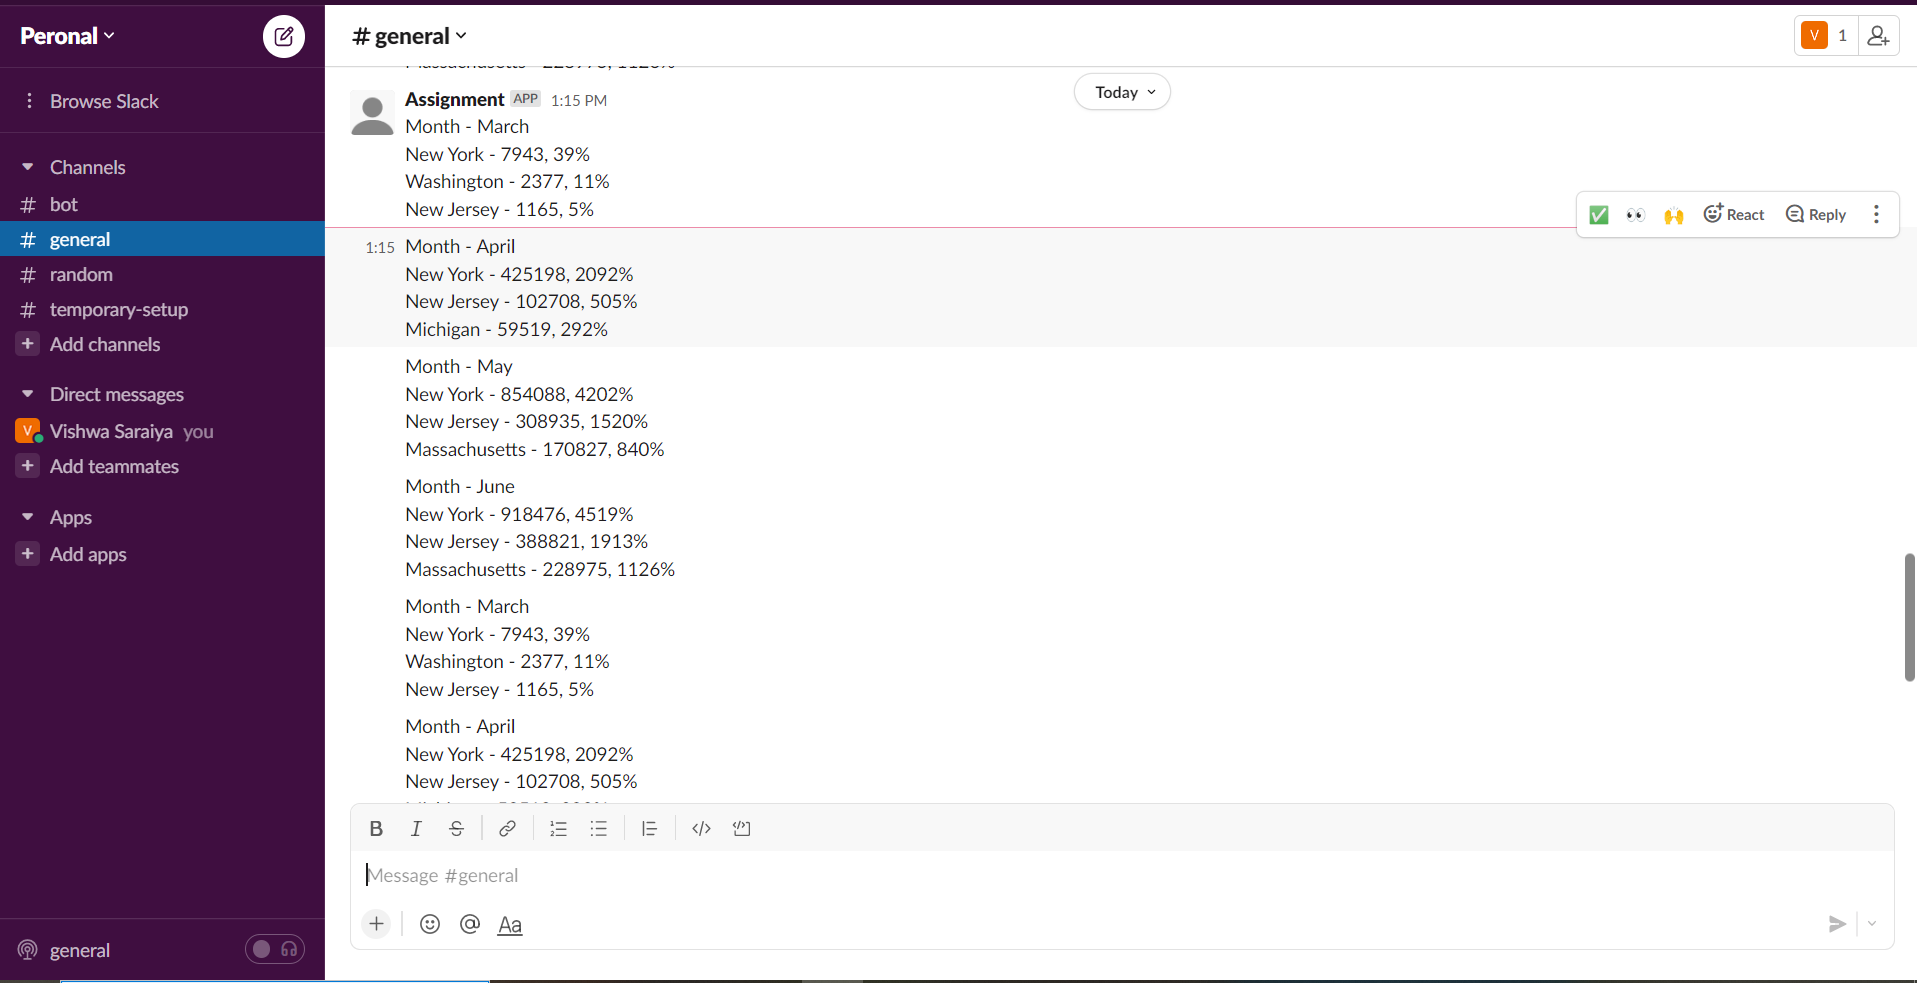 Peronal
Browse Slack
Channels
# bot
# general
# random
# temporary-setup
+ Add channels
Direct messages
V Vishwa Saraiya you
+ Add teammates
Apps
+ Add apps
general
# general
V 1
Today
Assignment APP 1:15 PM
Month - March
New York - 7943, 39%
Washington - 2377, 11%
New Jersey - 1165, 5%
React Reply
1:15 Month - April
New York - 425198, 2092%
New Jersey - 102708, 505%
Michigan - 59519, 292%
Month - May
New York - 854088, 4202%
New Jersey - 308935, 1520%
Massachusetts - 170827, 840%
Month - June
New York - 918476, 4519%
New Jersey - 388821, 1913%
Massachusetts - 228975, 1126%
Month - March
New York - 7943, 39%
Washington - 2377, 11%
New Jersey - 1165, 5%
Month - April
New York - 425198, 2092%
New Jersey - 102708, 505%
B I S
Message #general
+ @ Aa